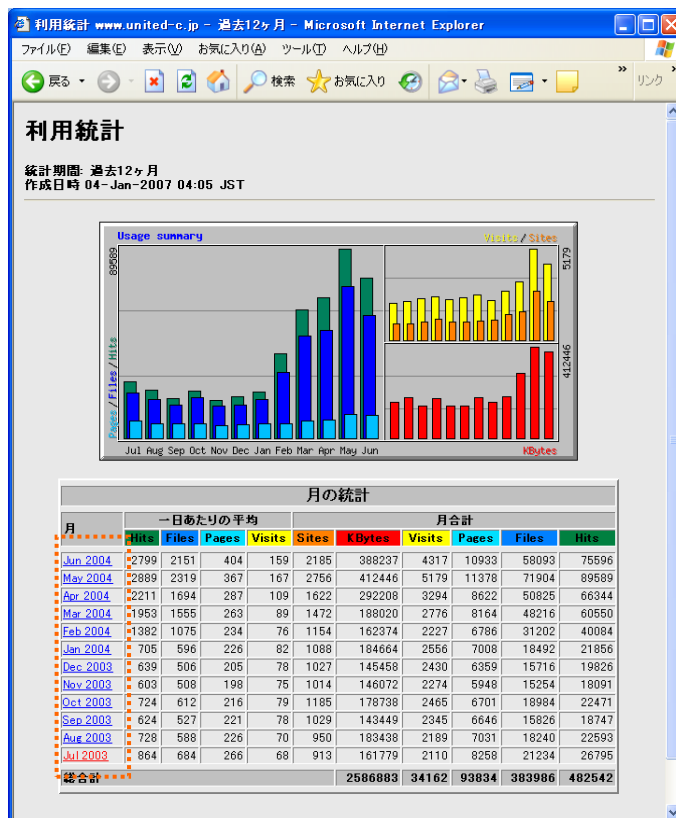 利用統計 www.united-c.jp - 過去12ヶ月 - Microsoft Internet Explorer
ファイル(F) 編集(E) 表示(V) お気に入り(A) ツール(T) ヘルプ(H)
戻る 検索 お気に入り » リンク »
利用統計
統計期間: 過去12ヶ月
作成日時 04-Jan-2007 04:05 JST
Usage summary Visits/Sites
89589
5179
Pages/Files/Hits
412446
Jul Aug Sep Oct Nov Dec Jan Feb Mar Apr May Jun KBytes
月の統計
月 一日あたりの平均 月合計
Hits Files Pages Visits Sites KBytes Visits Pages Files Hits
Jun 2004 2799 2151 404 159 2185 388237 4317 10933 58093 75596
May 2004 2889 2319 367 167 2756 412446 5179 11378 71904 89589
Apr 2004 2211 1694 287 109 1622 292208 3294 8622 50825 66344
Mar 2004 1953 1555 263 89 1472 188020 2776 8164 48216 60550
Feb 2004 1382 1075 234 76 1154 162374 2227 6786 31202 40084
Jan 2004 705 596 226 82 1088 184664 2556 7008 18492 21856
Dec 2003 639 506 205 78 1027 145458 2430 6359 15716 19826
Nov 2003 603 508 198 75 1014 146072 2274 5948 15254 18091
Oct 2003 724 612 216 79 1185 178738 2465 6701 18984 22471
Sep 2003 624 527 221 78 1029 143449 2345 6646 15826 18747
Aug 2003 728 588 226 70 950 183438 2189 7031 18240 22593
Jul 2003 864 684 266 68 913 161779 2110 8258 21234 26795
総合計 2586883 34162 93834 383986 482542